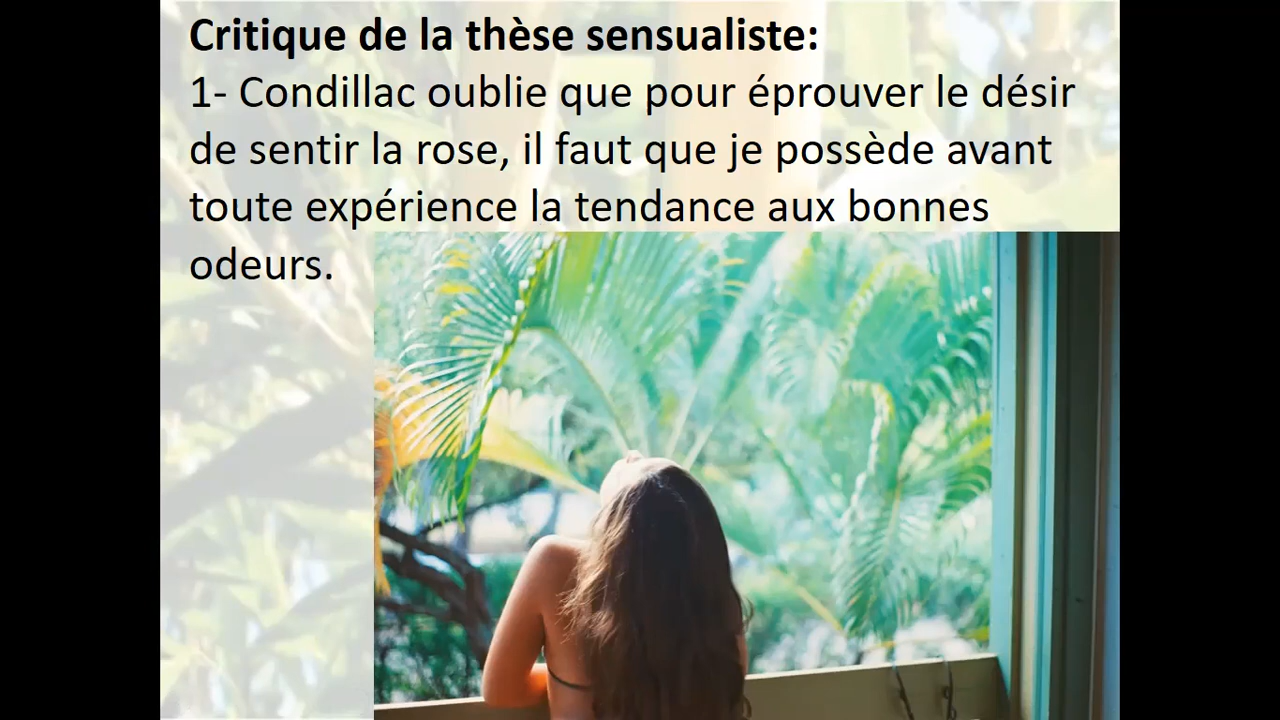 Critique de la thèse sensualiste:
1- Condillac oublie que pour éprouver le désir
de sentir la rose, il faut que je possède avant
toute expérience la tendance aux bonnes
odeurs.